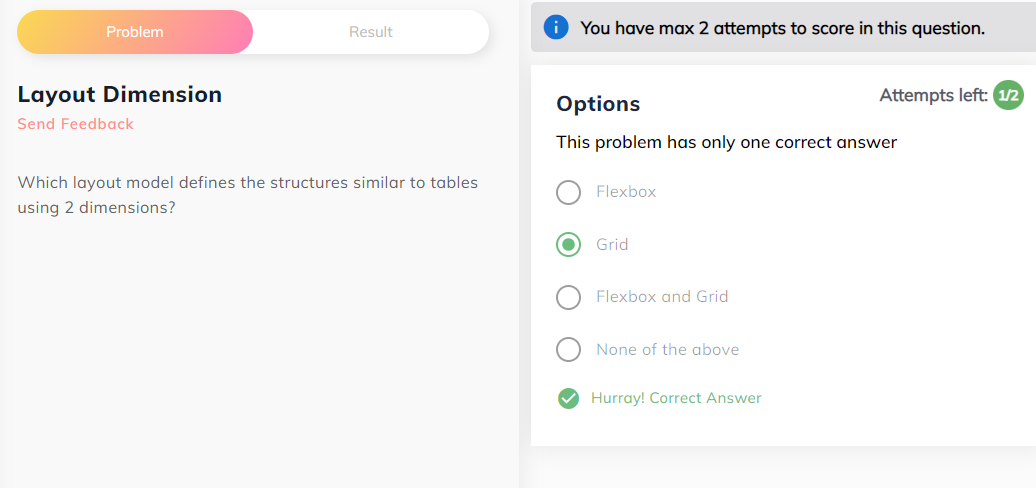 Problem
Result
Layout Dimension
Send Feedback
Which layout model defines the structures similar to tables
using 2 dimensions?
i You have max 2 attempts to score in this question.
Options
Attempts left: 1/2
This problem has only one correct answer
Flexbox
Grid
Flexbox and Grid
None of the above
Hurray! Correct Answer